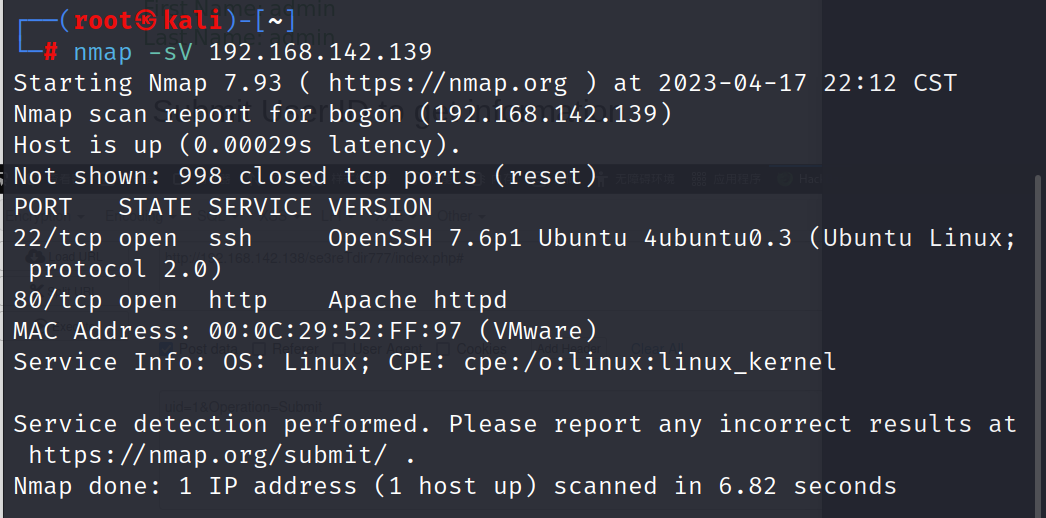 ┌──(root㉿kali)-[~]
└─# nmap -sV 192.168.142.139
Starting Nmap 7.93 ( https://nmap.org ) at 2023-04-17 22:12 CST
Nmap scan report for bogon (192.168.142.139)
Host is up (0.00029s latency).
Not shown: 998 closed tcp ports (reset)
PORT   STATE SERVICE VERSION
22/tcp open  ssh     OpenSSH 7.6p1 Ubuntu 4ubuntu0.3 (Ubuntu Linux;
 protocol 2.0)
80/tcp open  http    Apache httpd
MAC Address: 00:0C:29:52:FF:97 (VMware)
Service Info: OS: Linux; CPE: cpe:/o:linux:linux_kernel

Service detection performed. Please report any incorrect results at
 https://nmap.org/submit/ .
Nmap done: 1 IP address (1 host up) scanned in 6.82 seconds